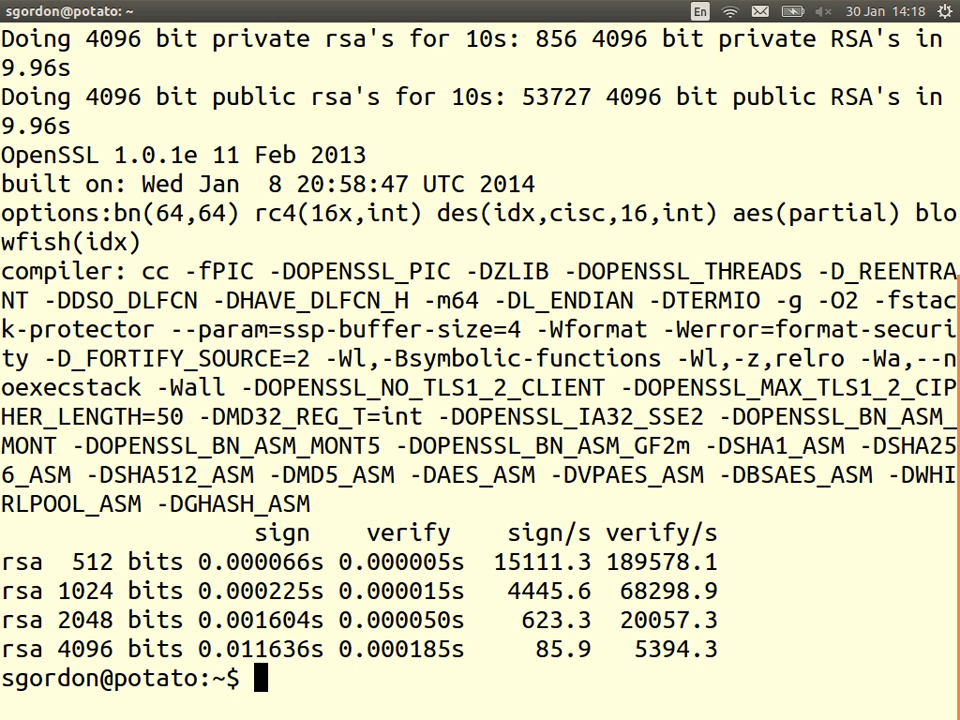 sgordon@potato: ~
En
30 Jan 14:18
Doing 4096 bit private rsa's for 10s: 856 4096 bit private RSA's in
9.96s
Doing 4096 bit public rsa's for 10s: 53727 4096 bit public RSA's in
9.96s
OpenSSL 1.0.1e 11 Feb 2013
built on: Wed Jan  8 20:58:47 UTC 2014
options:bn(64,64) rc4(16x,int) des(idx,cisc,16,int) aes(partial) blo
wfish(idx)
compiler: cc -fPIC -DOPENSSL_PIC -DZLIB -DOPENSSL_THREADS -D_REENTRA
NT -DDSO_DLFCN -DHAVE_DLFCN_H -m64 -DL_ENDIAN -DTERMIO -g -O2 -fstac
k-protector --param=ssp-buffer-size=4 -Wformat -Werror=format-securi
ty -D_FORTIFY_SOURCE=2 -Wl,-Bsymbolic-functions -Wl,-z,relro -Wa,--n
oexecstack -Wall -DOPENSSL_NO_TLS1_2_CLIENT -DOPENSSL_MAX_TLS1_2_CIP
HER_LENGTH=50 -DMD32_REG_T=int -DOPENSSL_IA32_SSE2 -DOPENSSL_BN_ASM_
MONT -DOPENSSL_BN_ASM_MONT5 -DOPENSSL_BN_ASM_GF2m -DSHA1_ASM -DSHA25
6_ASM -DSHA512_ASM -DMD5_ASM -DAES_ASM -DVPAES_ASM -DBSAES_ASM -DWHI
RLPOOL_ASM -DGHASH_ASM
                  sign    verify    sign/s verify/s
rsa  512 bits 0.000066s 0.000005s  15111.3 189578.1
rsa 1024 bits 0.000225s 0.000015s   4445.6  68298.9
rsa 2048 bits 0.001604s 0.000050s    623.3  20057.3
rsa 4096 bits 0.011636s 0.000185s     85.9   5394.3
sgordon@potato:~$